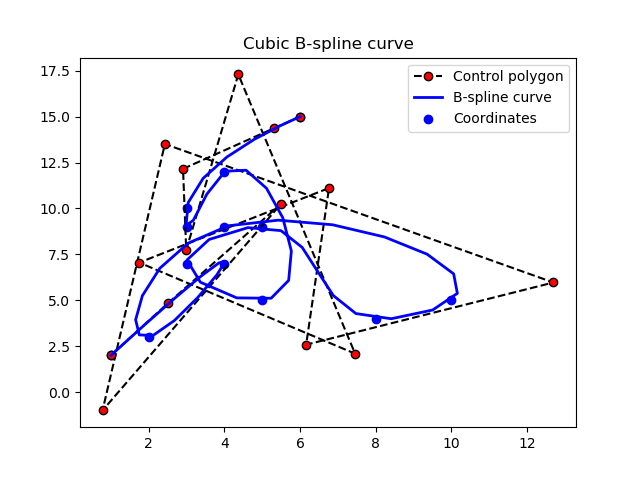 Cubic B-spline curve
17.5
15.0
12.5
10.0
7.5
5.0
2.5
0.0
Control polygon
B-spline curve
Coordinates
2 4 6 8 10 12